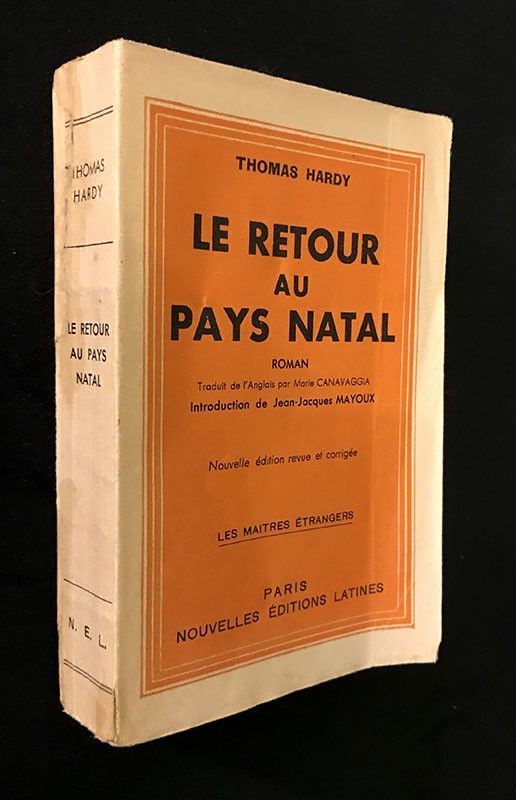 THOMAS
HARDY
LE RETOUR
AU PAYS
NATAL
N. E. L.
THOMAS HARDY
LE RETOUR
AU
PAYS NATAL
ROMAN
Traduit de l'Anglais par Marie CANAVAGGIA
Introduction de Jean-Jacques MAYOUX
Nouvelle édition revue et corrigée
LES MAITRES ÉTRANGERS
PARIS
NOUVELLES ÉDITIONS LATINES